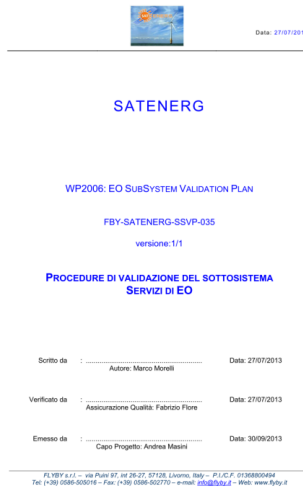 Data: 27/07/201
SATENERG
WP2006: EO SUBSYSTEM VALIDATION PLAN
FBY-SATENERG-SSVP-035
versione:1/1
PROCEDURE DI VALIDAZIONE DEL SOTTOSISTEMA
SERVIZI DI EO
Scritto da : ............................................................ Data: 27/07/2013
Autore: Marco Morelli
Verificato da : ............................................................ Data: 27/07/2013
Assicurazione Qualità: Fabrizio Flore
Emesso da : ............................................................ Data: 30/09/2013
Capo Progetto: Andrea Masini
FLYBY s.r.l. – via Puini 97, int 26-27, 57128, Livorno, Italy – P.I./C.F. 01368800494
Tel: (+39) 0586-505016 – Fax: (+39) 0586-502770 – e-mail: info@flyby.it – Web: www.flyby.it